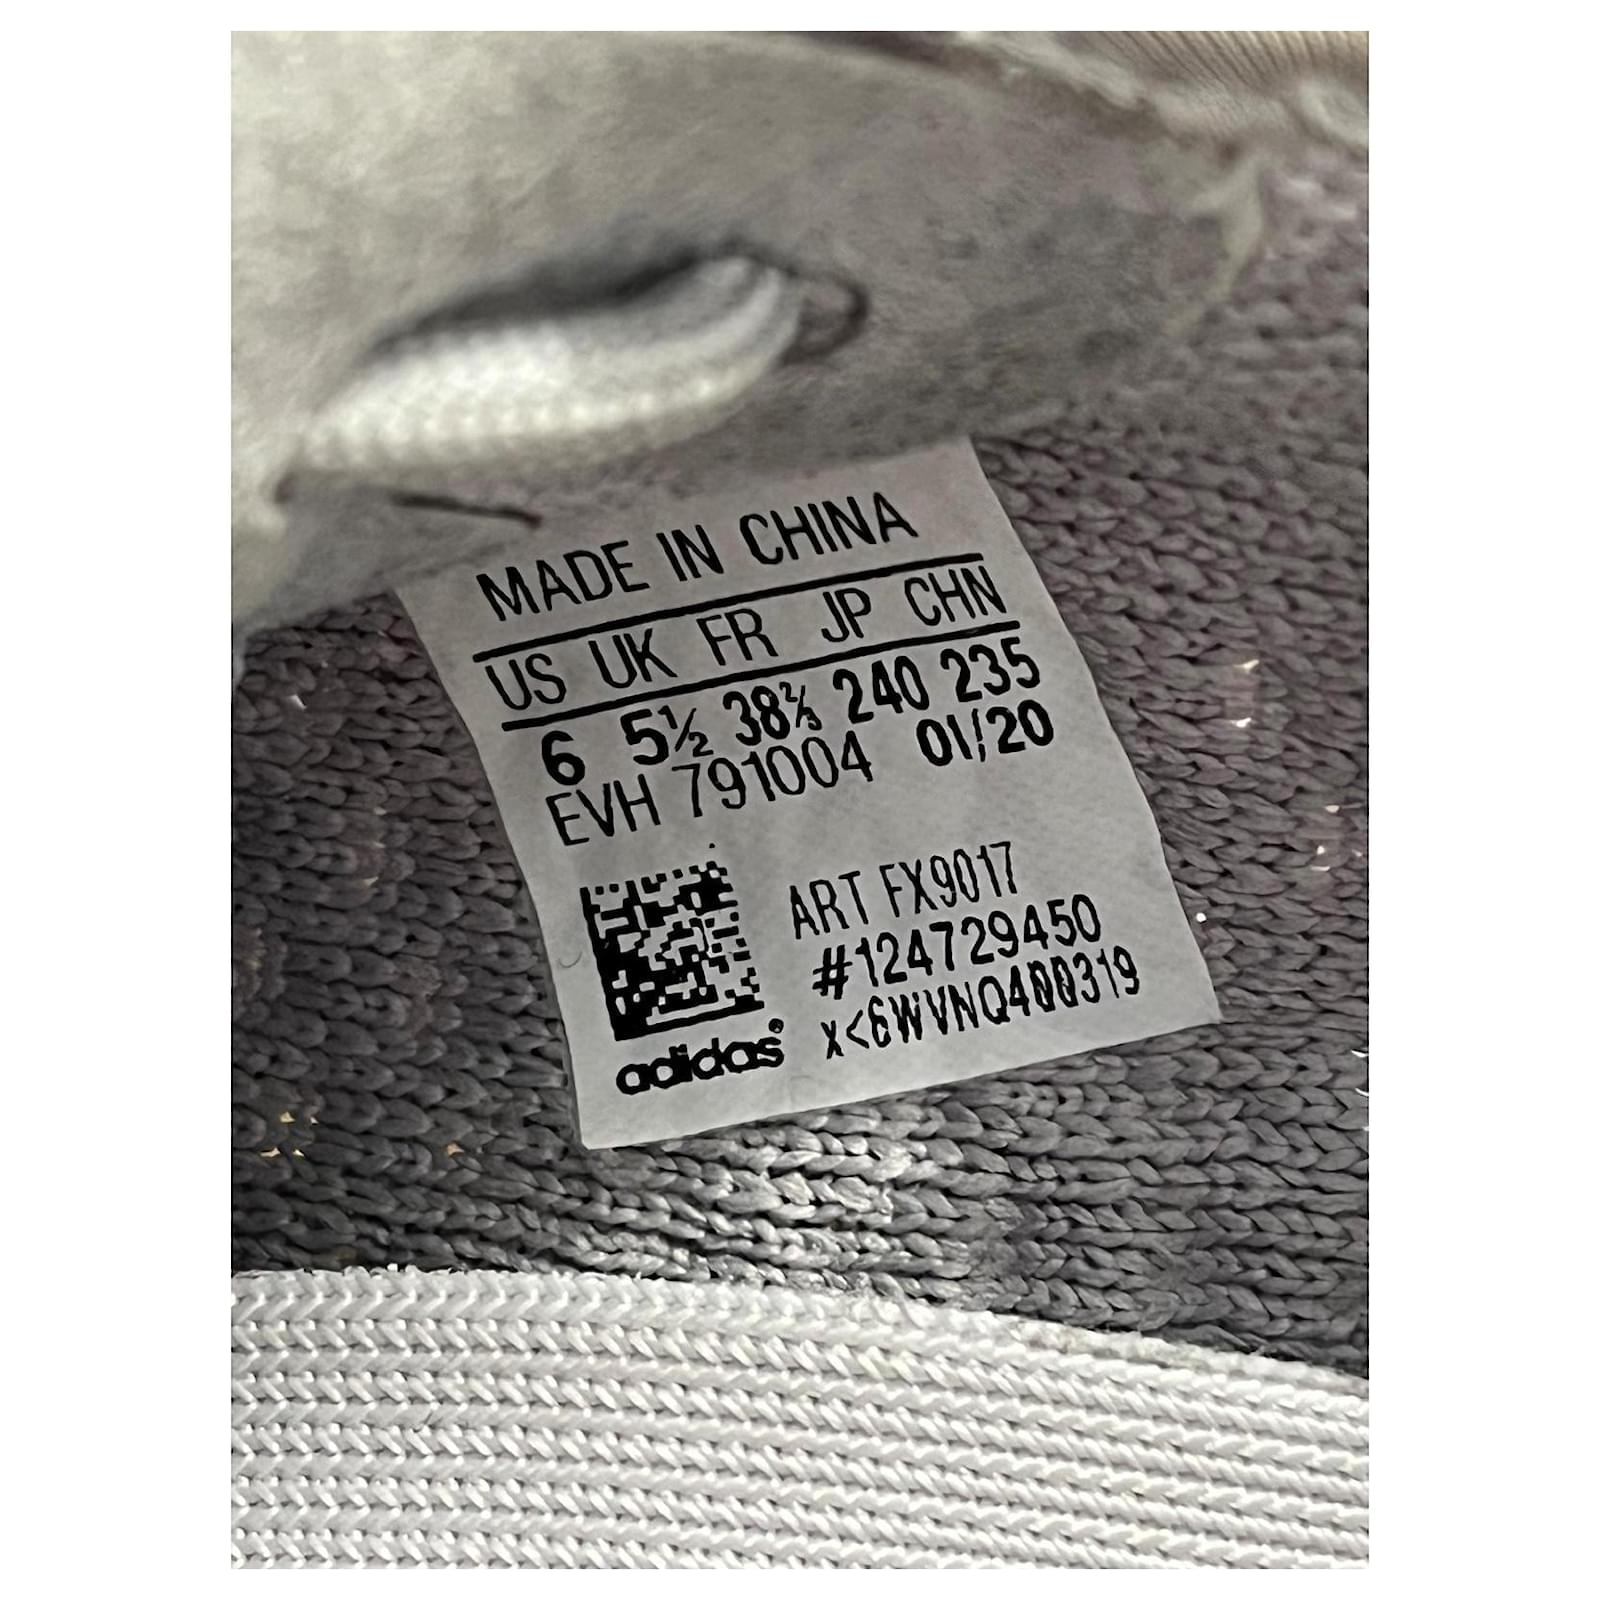 MADE IN CHINA
US UK FR JP CHN
6 5½ 38⅔ 240 235
EVH 791004 01/20
ART FX9017
#124729450
x<6WVNQ400319
adidas®